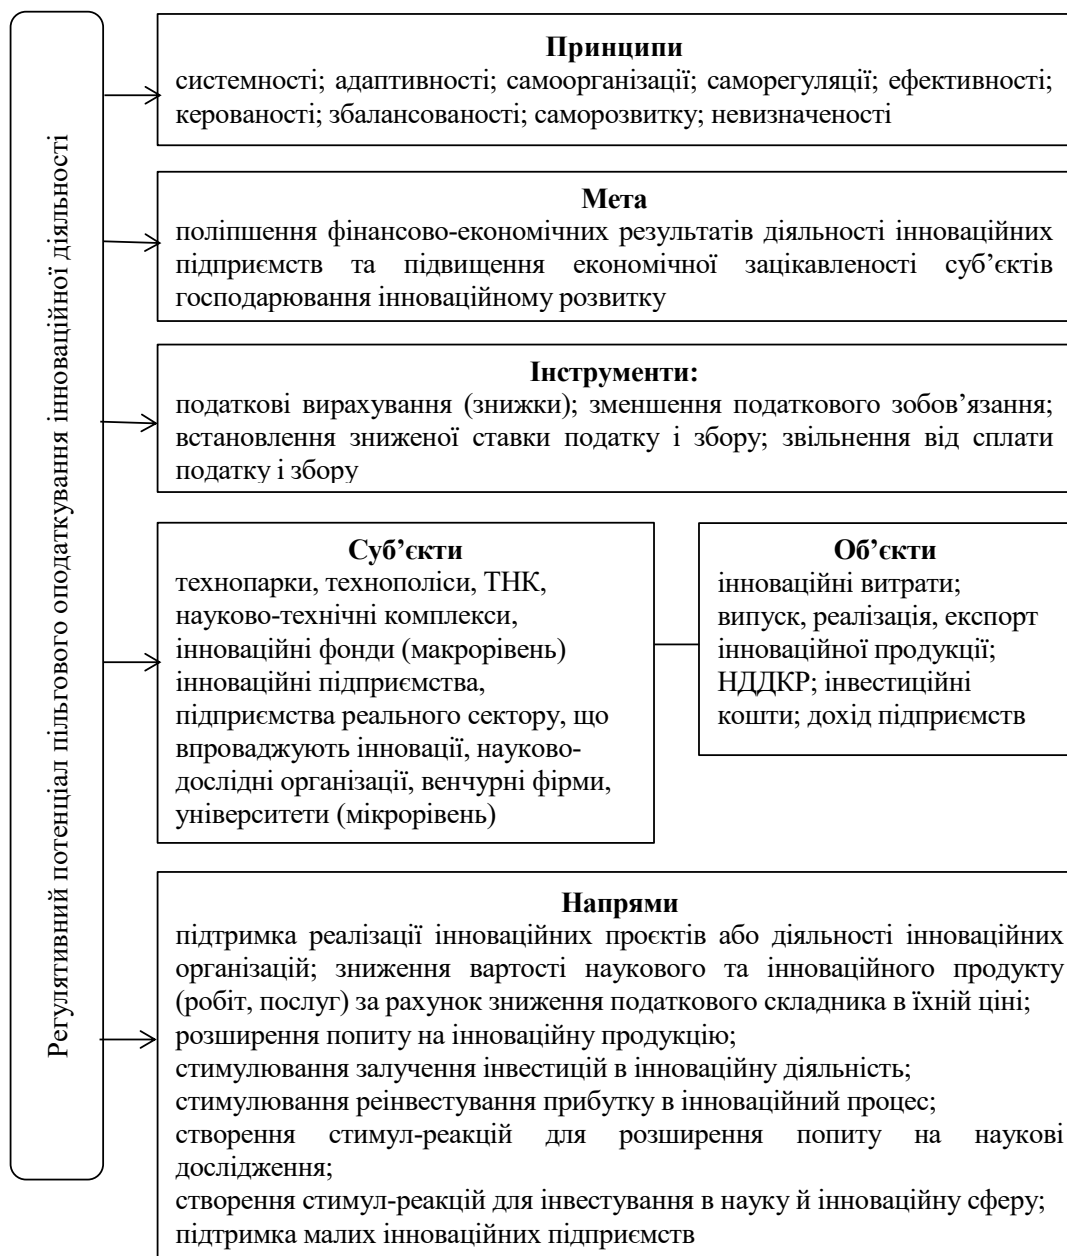 Регулятивний потенціал пільгового оподаткування інноваційної діяльності
Принципи
системності; адаптивності; самоорганізації; саморегуляції; ефективності;
керованості; збалансованості; саморозвитку; невизначеності
Мета
поліпшення фінансово-економічних результатів діяльності інноваційних
підприємств та підвищення економічної зацікавленості суб’єктів
господарювання інноваційному розвитку
Інструменти:
податкові вирахування (знижки); зменшення податкового зобов’язання;
встановлення зниженої ставки податку і збору; звільнення від сплати
податку і збору
Суб’єкти
технопарки, технополіси, ТНК,
науково-технічні комплекси,
інноваційні фонди (макрорівень)
інноваційні підприємства,
підприємства реального сектору, що
впроваджують інновації, науково-
дослідні організації, венчурні фірми,
університети (мікрорівень)
Об’єкти
інноваційні витрати;
випуск, реалізація, експорт
інноваційної продукції;
НДДКР; інвестиційні
кошти; дохід підприємств
Напрями
підтримка реалізації інноваційних проєктів або діяльності інноваційних
організацій; зниження вартості наукового та інноваційного продукту
(робіт, послуг) за рахунок зниження податкового складника в їхній ціні;
розширення попиту на інноваційну продукцію;
стимулювання залучення інвестицій в інноваційну діяльність;
стимулювання реінвестування прибутку в інноваційний процес;
створення стимул-реакцій для розширення попиту на наукові
дослідження;
створення стимул-реакцій для інвестування в науку й інноваційну сферу;
підтримка малих інноваційних підприємств